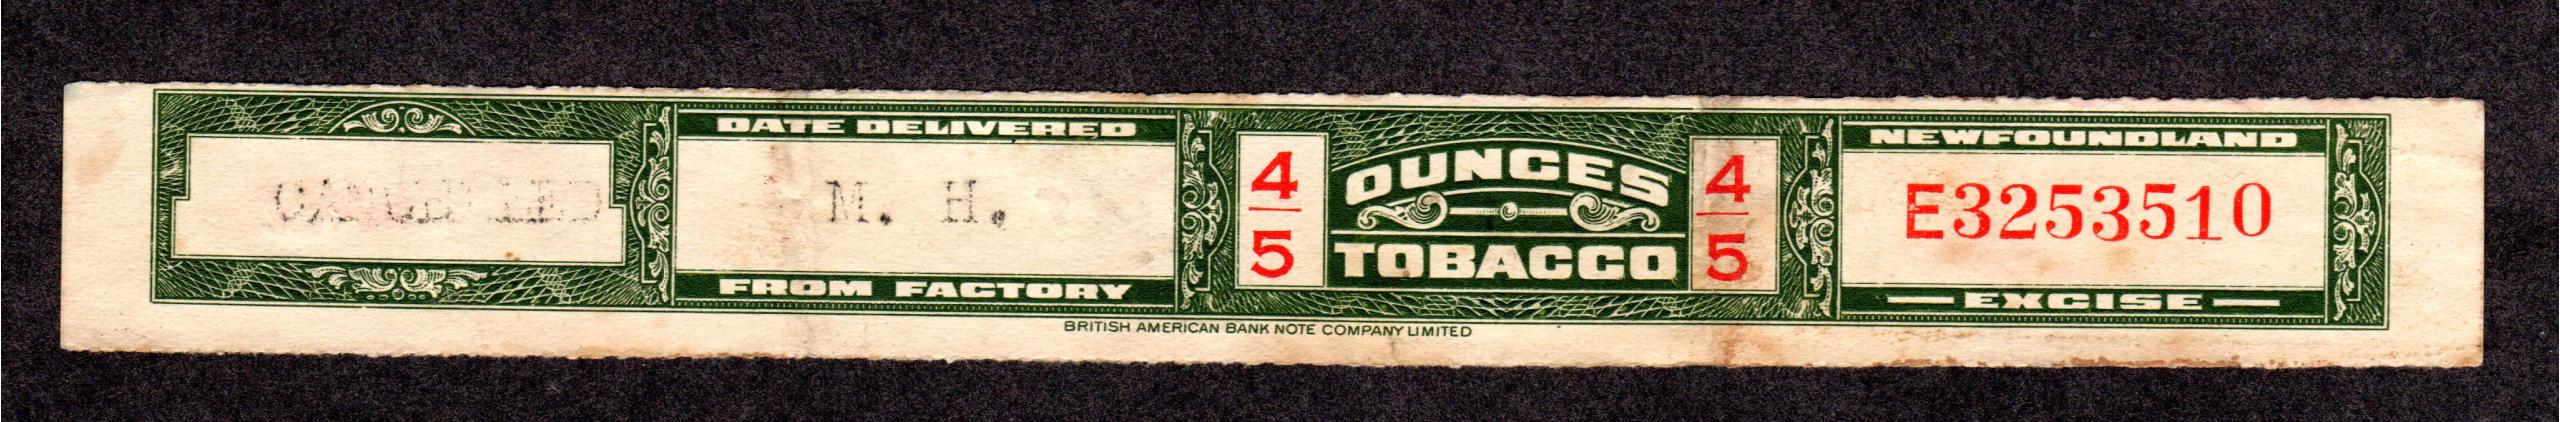 CANCELLED
DATE DELIVERED
M. H.
FROM FACTORY
4/5
OUNCES
TOBACCO
4/5
NEWFOUNDLAND
E3253510
EXCISE
BRITISH AMERICAN BANK NOTE COMPANY LIMITED